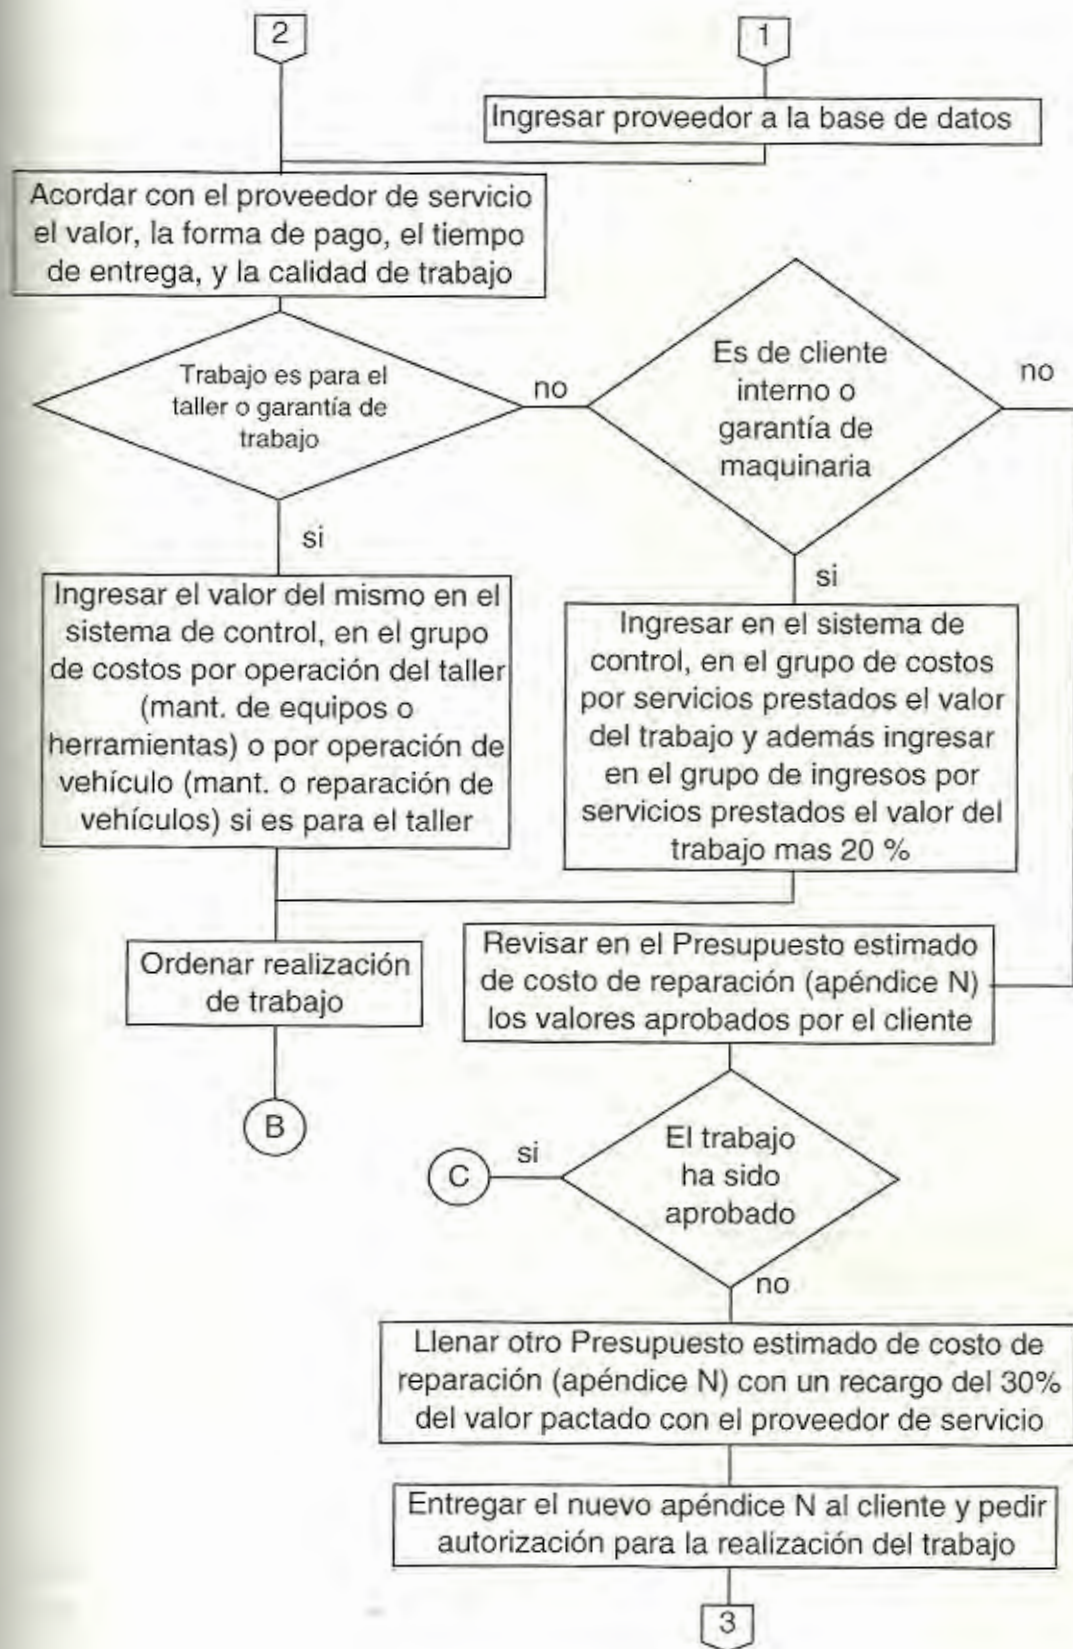 2
1
Ingresar proveedor a la base de datos
Acordar con el proveedor de servicio
el valor, la forma de pago, el tiempo
de entrega, y la calidad de trabajo
Trabajo es para el
taller o garantía de
trabajo
no
Es de cliente
interno o
garantía de
maquinaria
no
si
si
Ingresar el valor del mismo en el
sistema de control, en el grupo
de costos por operación del taller
(mant. de equipos o
herramientas) o por operación de
vehículo (mant. o reparación de
vehículos) si es para el taller
Ingresar en el sistema de
control, en el grupo de costos
por servicios prestados el valor
del trabajo y además ingresar
en el grupo de ingresos por
servicios prestados el valor del
trabajo mas 20 %
Ordenar realización
de trabajo
Revisar en el Presupuesto estimado
de costo de reparación (apéndice N)
los valores aprobados por el cliente
B
El trabajo
ha sido
aprobado
si
C
no
Llenar otro Presupuesto estimado de costo de
reparación (apéndice N) con un recargo del 30%
del valor pactado con el proveedor de servicio
Entregar el nuevo apéndice N al cliente y pedir
autorización para la realización del trabajo
3